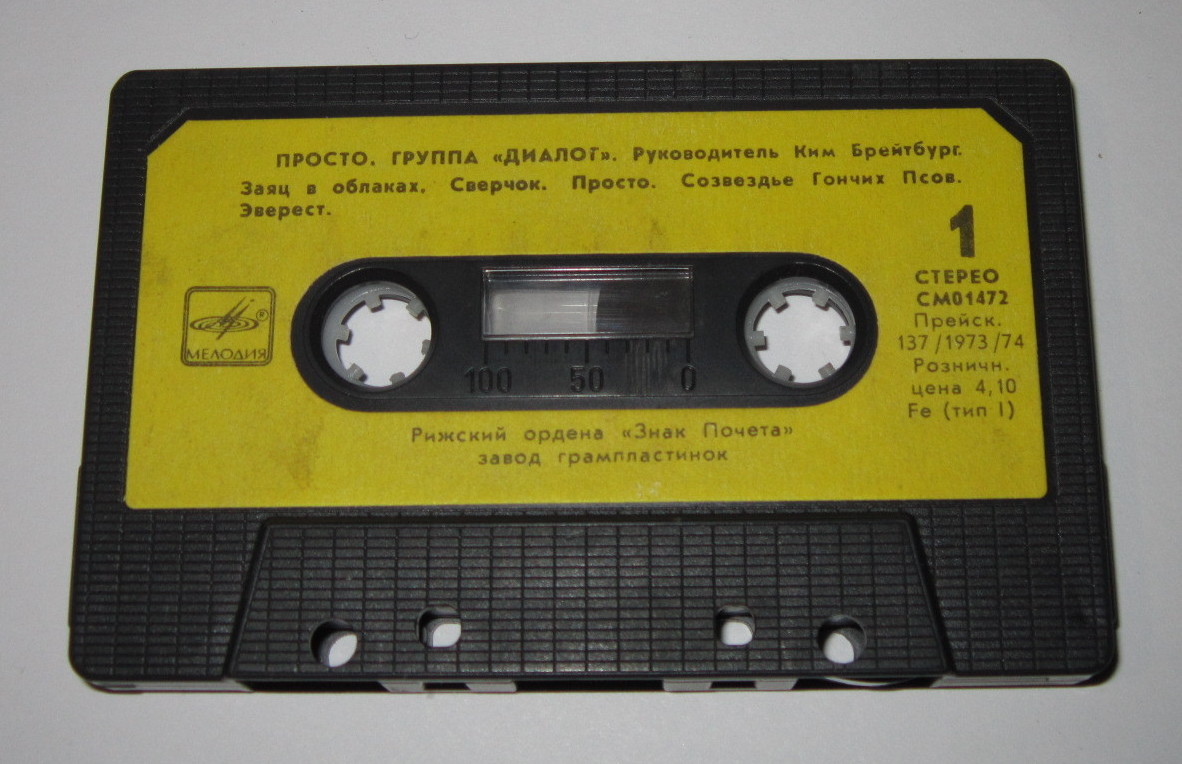 ПРОСТО. ГРУППА «ДИАЛОГ». Руководитель Ким Брейтбург.
Заяц в облаках. Сверчок. Просто. Созвездье Гончих Псов.
Эверест.
1
СТЕРЕО
СМ01472
Прейск.
137/1973/74
Розничн.
цена 4,10
Fe (тип I)
®
МЕЛОДИЯ
100 50 0
Рижский ордена «Знак Почета»
завод грампластинок